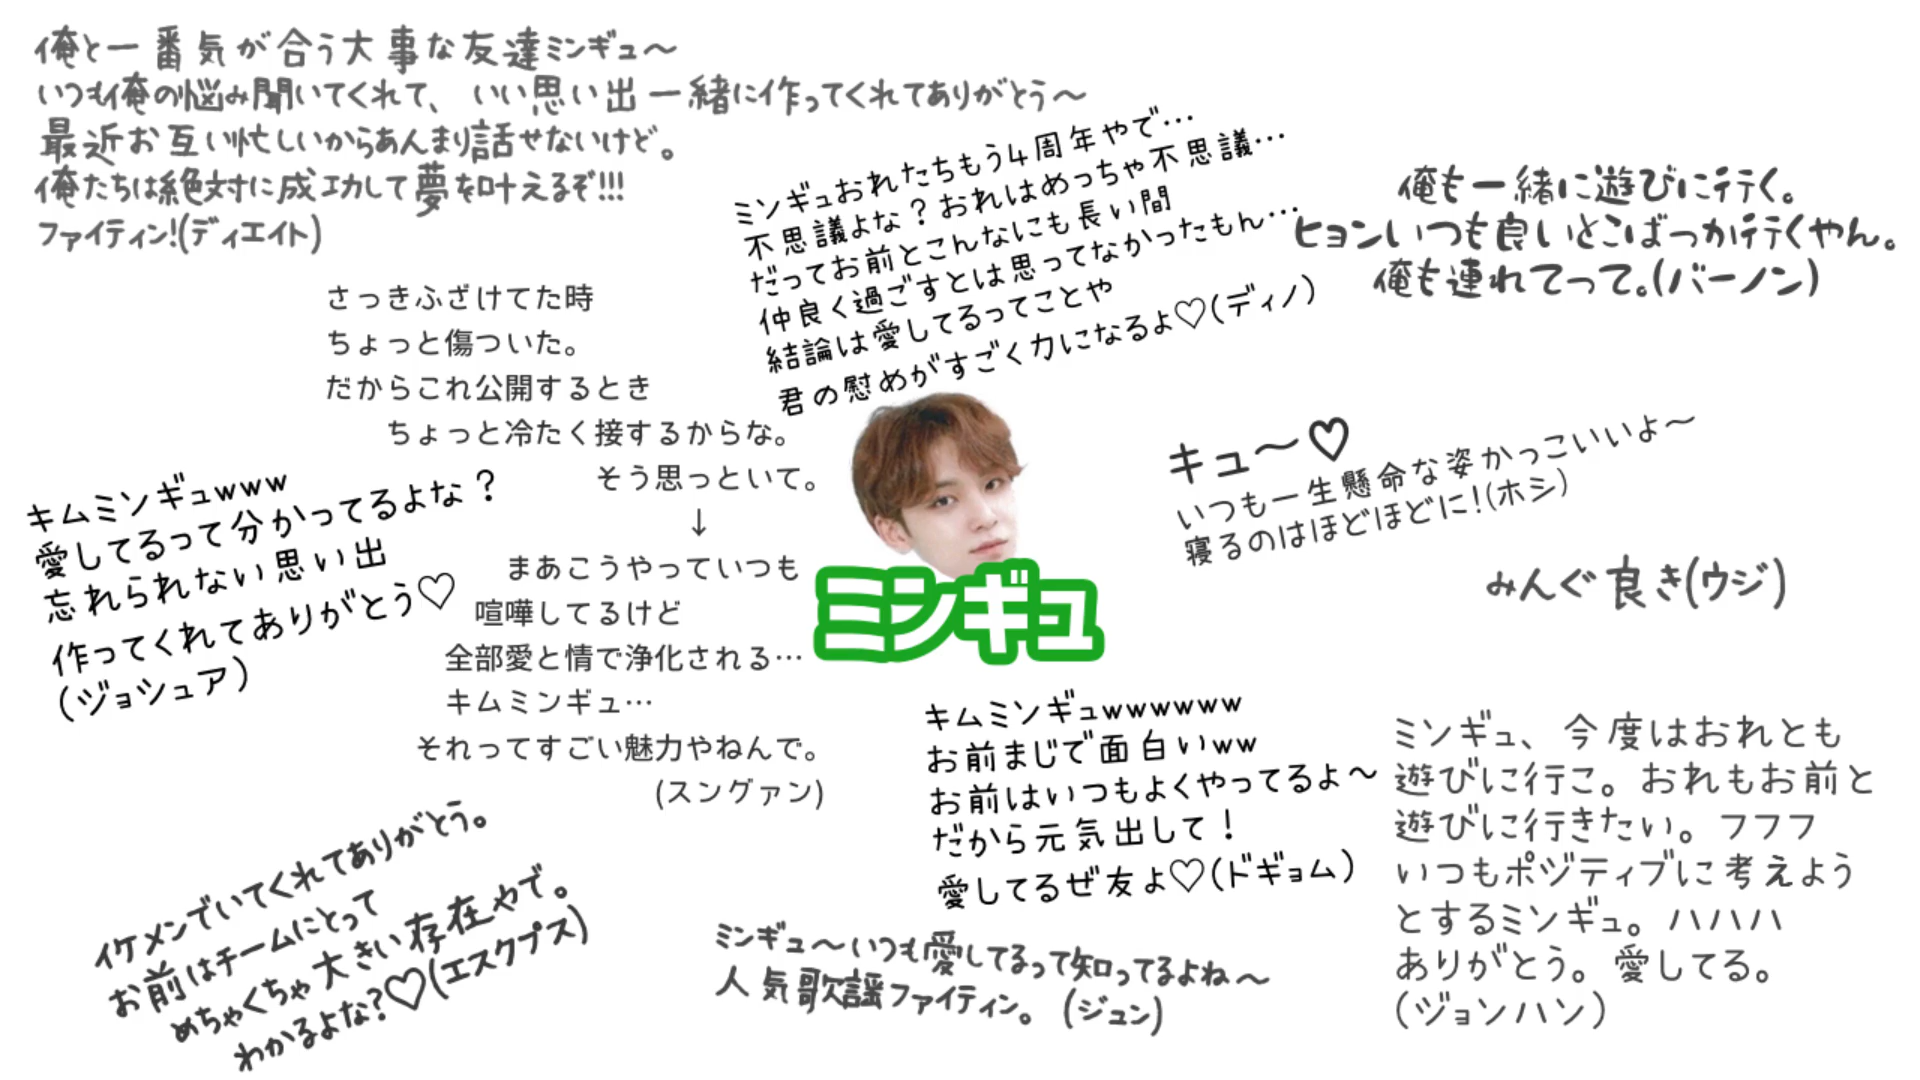 俺と一番気が合う大事な友達ミンギュ〜
いつも俺の悩み聞いてくれて、いい思い出一緒に作ってくれてありがとう〜
最近お互い忙しいからあんまり話せないけど。
俺たちは絶対に成功して夢を叶えるぞ!!!
ファイティン!(ディエイト)
ミンギュおれたちもう4周年やで…
不思議よな？おれはめっちゃ不思議…
だってお前とこんなにも長い間
仲良く過ごすとは思ってなかったもん…
結論は愛してるってことや
君の慰めがすごく力になるよ♡(ディノ)
俺も一緒に遊びに行く。
ヒョンいつも良いとこばっか行くやん。
俺も連れてって。(バーノン)
さっきふざけてた時
ちょっと傷ついた。
だからこれ公開するとき
ちょっと冷たく接するからな。
そう思っといて。
↓
まあこうやっていつも
喧嘩してるけど
全部愛と情で浄化される…
キムミンギュ…
それってすごい魅力やねんで。
(スングァン)
キムミンギュwww
愛してるって分かってるよな？
忘れられない思い出
作ってくれてありがとう♡
(ジョシュア)
キュ〜♡
いつも一生懸命な姿かっこいいよ〜
寝るのはほどほどに!(ホシ)
みんぐ良き(ウジ)
ミンギュ
キムミンギュwwwwww
お前まじで面白いww
お前はいつもよくやってるよ〜
だから元気出して！
愛してるぜ友よ♡(ドギョム)
ミンギュ、今度はおれとも
遊びに行こ。おれもお前と
遊びに行きたい。フフフ
いつもポジティブに考えよう
とするミンギュ。ハハハ
ありがとう。愛してる。
(ジョンハン)
イケメンでいてくれてありがとう。
お前はチームにとって
めちゃくちゃ大きい存在やで。
わかるよな?♡(エスクプス)
ミンギュ〜いつも愛してるって知ってるよね〜
人気歌謡ファイティン。(ジュン)